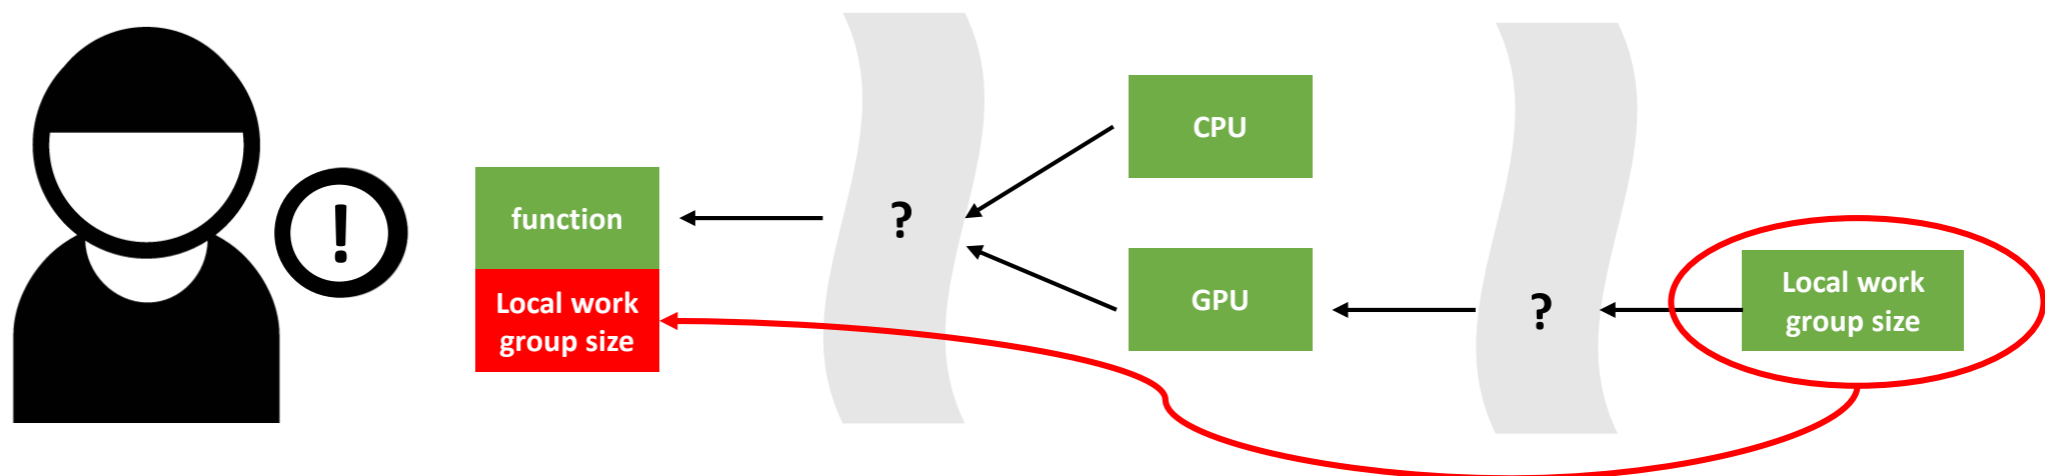 !
function
Local work
group size
?
CPU
GPU
?
Local work
group size